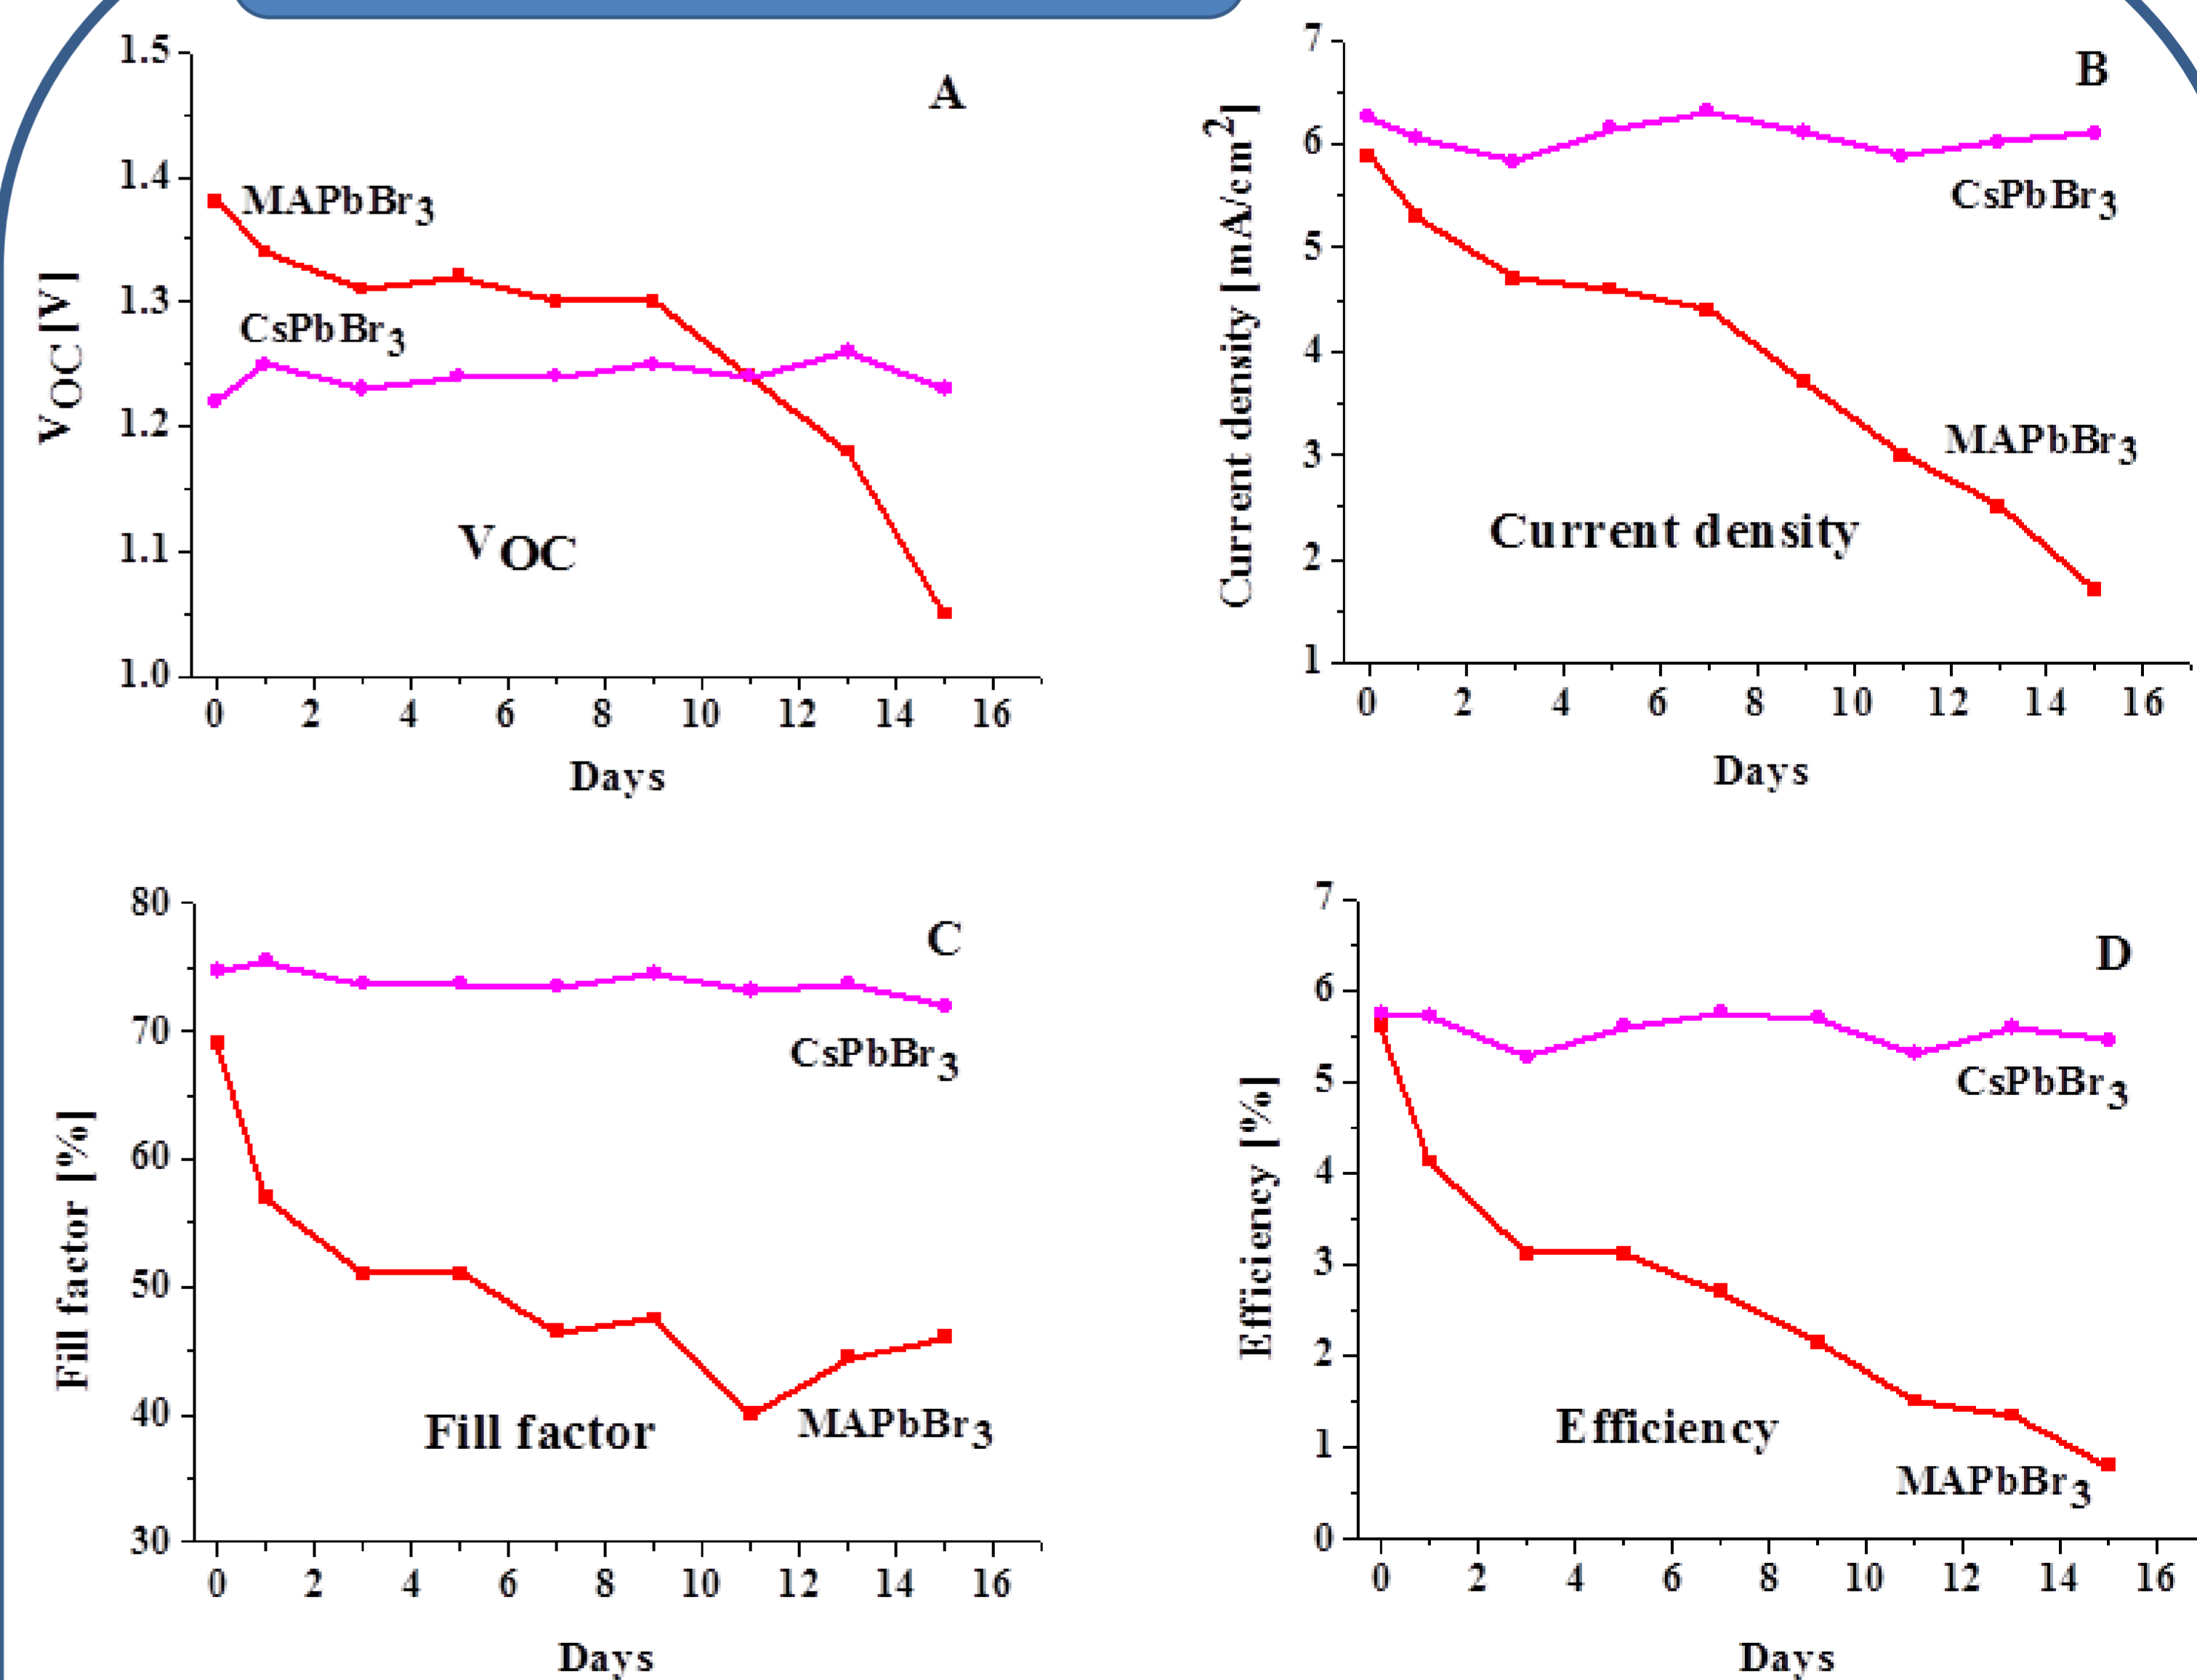 A
1.5
1.4
1.3
1.2
1.1
1.0
V_OC [V]
MAPbBr3
CsPbBr3
V_OC
0 2 4 6 8 10 12 14 16
Days
B
7
6
5
4
3
2
1
Current density [mA/cm²]
CsPbBr3
MAPbBr3
Current density
0 2 4 6 8 10 12 14 16
Days
C
80
70
60
50
40
30
Fill factor [%]
CsPbBr3
Fill factor
MAPbBr3
0 2 4 6 8 10 12 14 16
Days
D
7
6
5
4
3
2
1
0
Efficiency [%]
CsPbBr3
Efficiency
MAPbBr3
0 2 4 6 8 10 12 14 16
Days